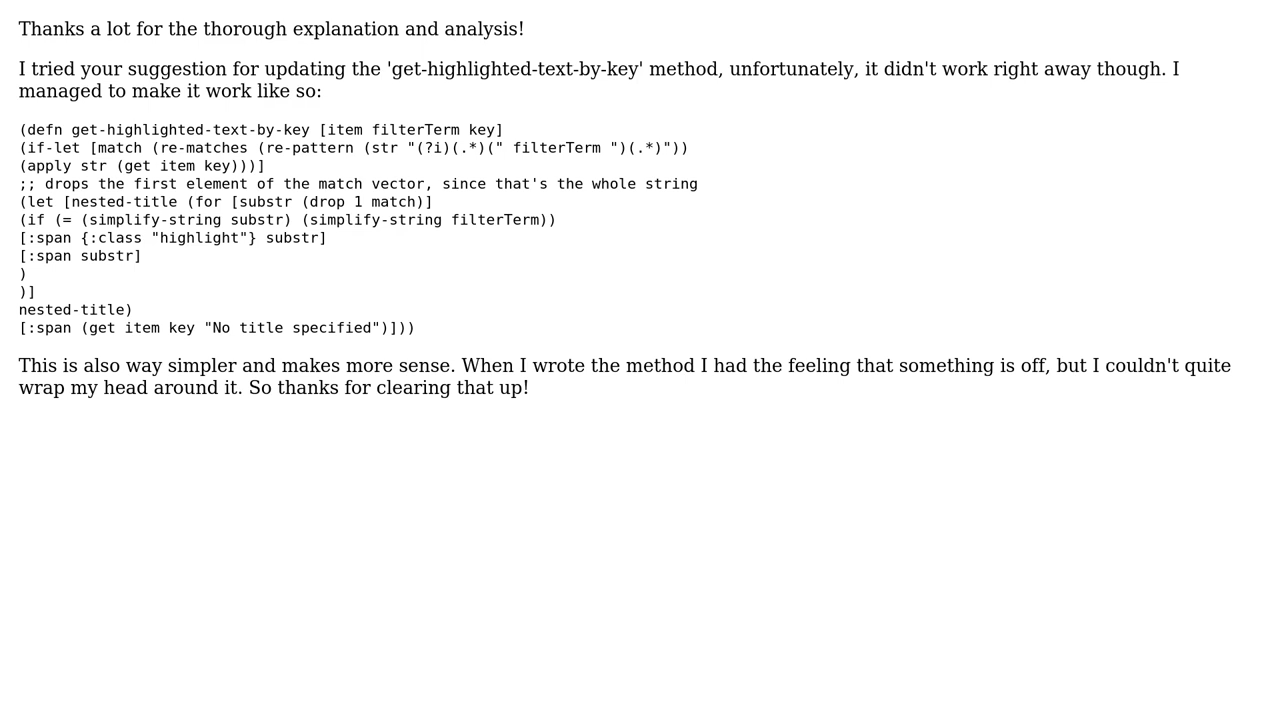 Thanks a lot for the thorough explanation and analysis!
I tried your suggestion for updating the 'get-highlighted-text-by-key' method, unfortunately, it didn't work right away though. I
managed to make it work like so:
(defn get-highlighted-text-by-key [item filterTerm key]
(if-let [match (re-matches (re-pattern (str "(?i)(.*)(" filterTerm ")(.*)"))
(apply str (get item key)))]
;; drops the first element of the match vector, since that's the whole string
(let [nested-title (for [substr (drop 1 match)]
(if (= (simplify-string substr) (simplify-string filterTerm))
[:span {:class "highlight"} substr]
[:span substr]
)
)]
nested-title)
[:span (get item key "No title specified")]))
This is also way simpler and makes more sense. When I wrote the method I had the feeling that something is off, but I couldn't quite
wrap my head around it. So thanks for clearing that up!